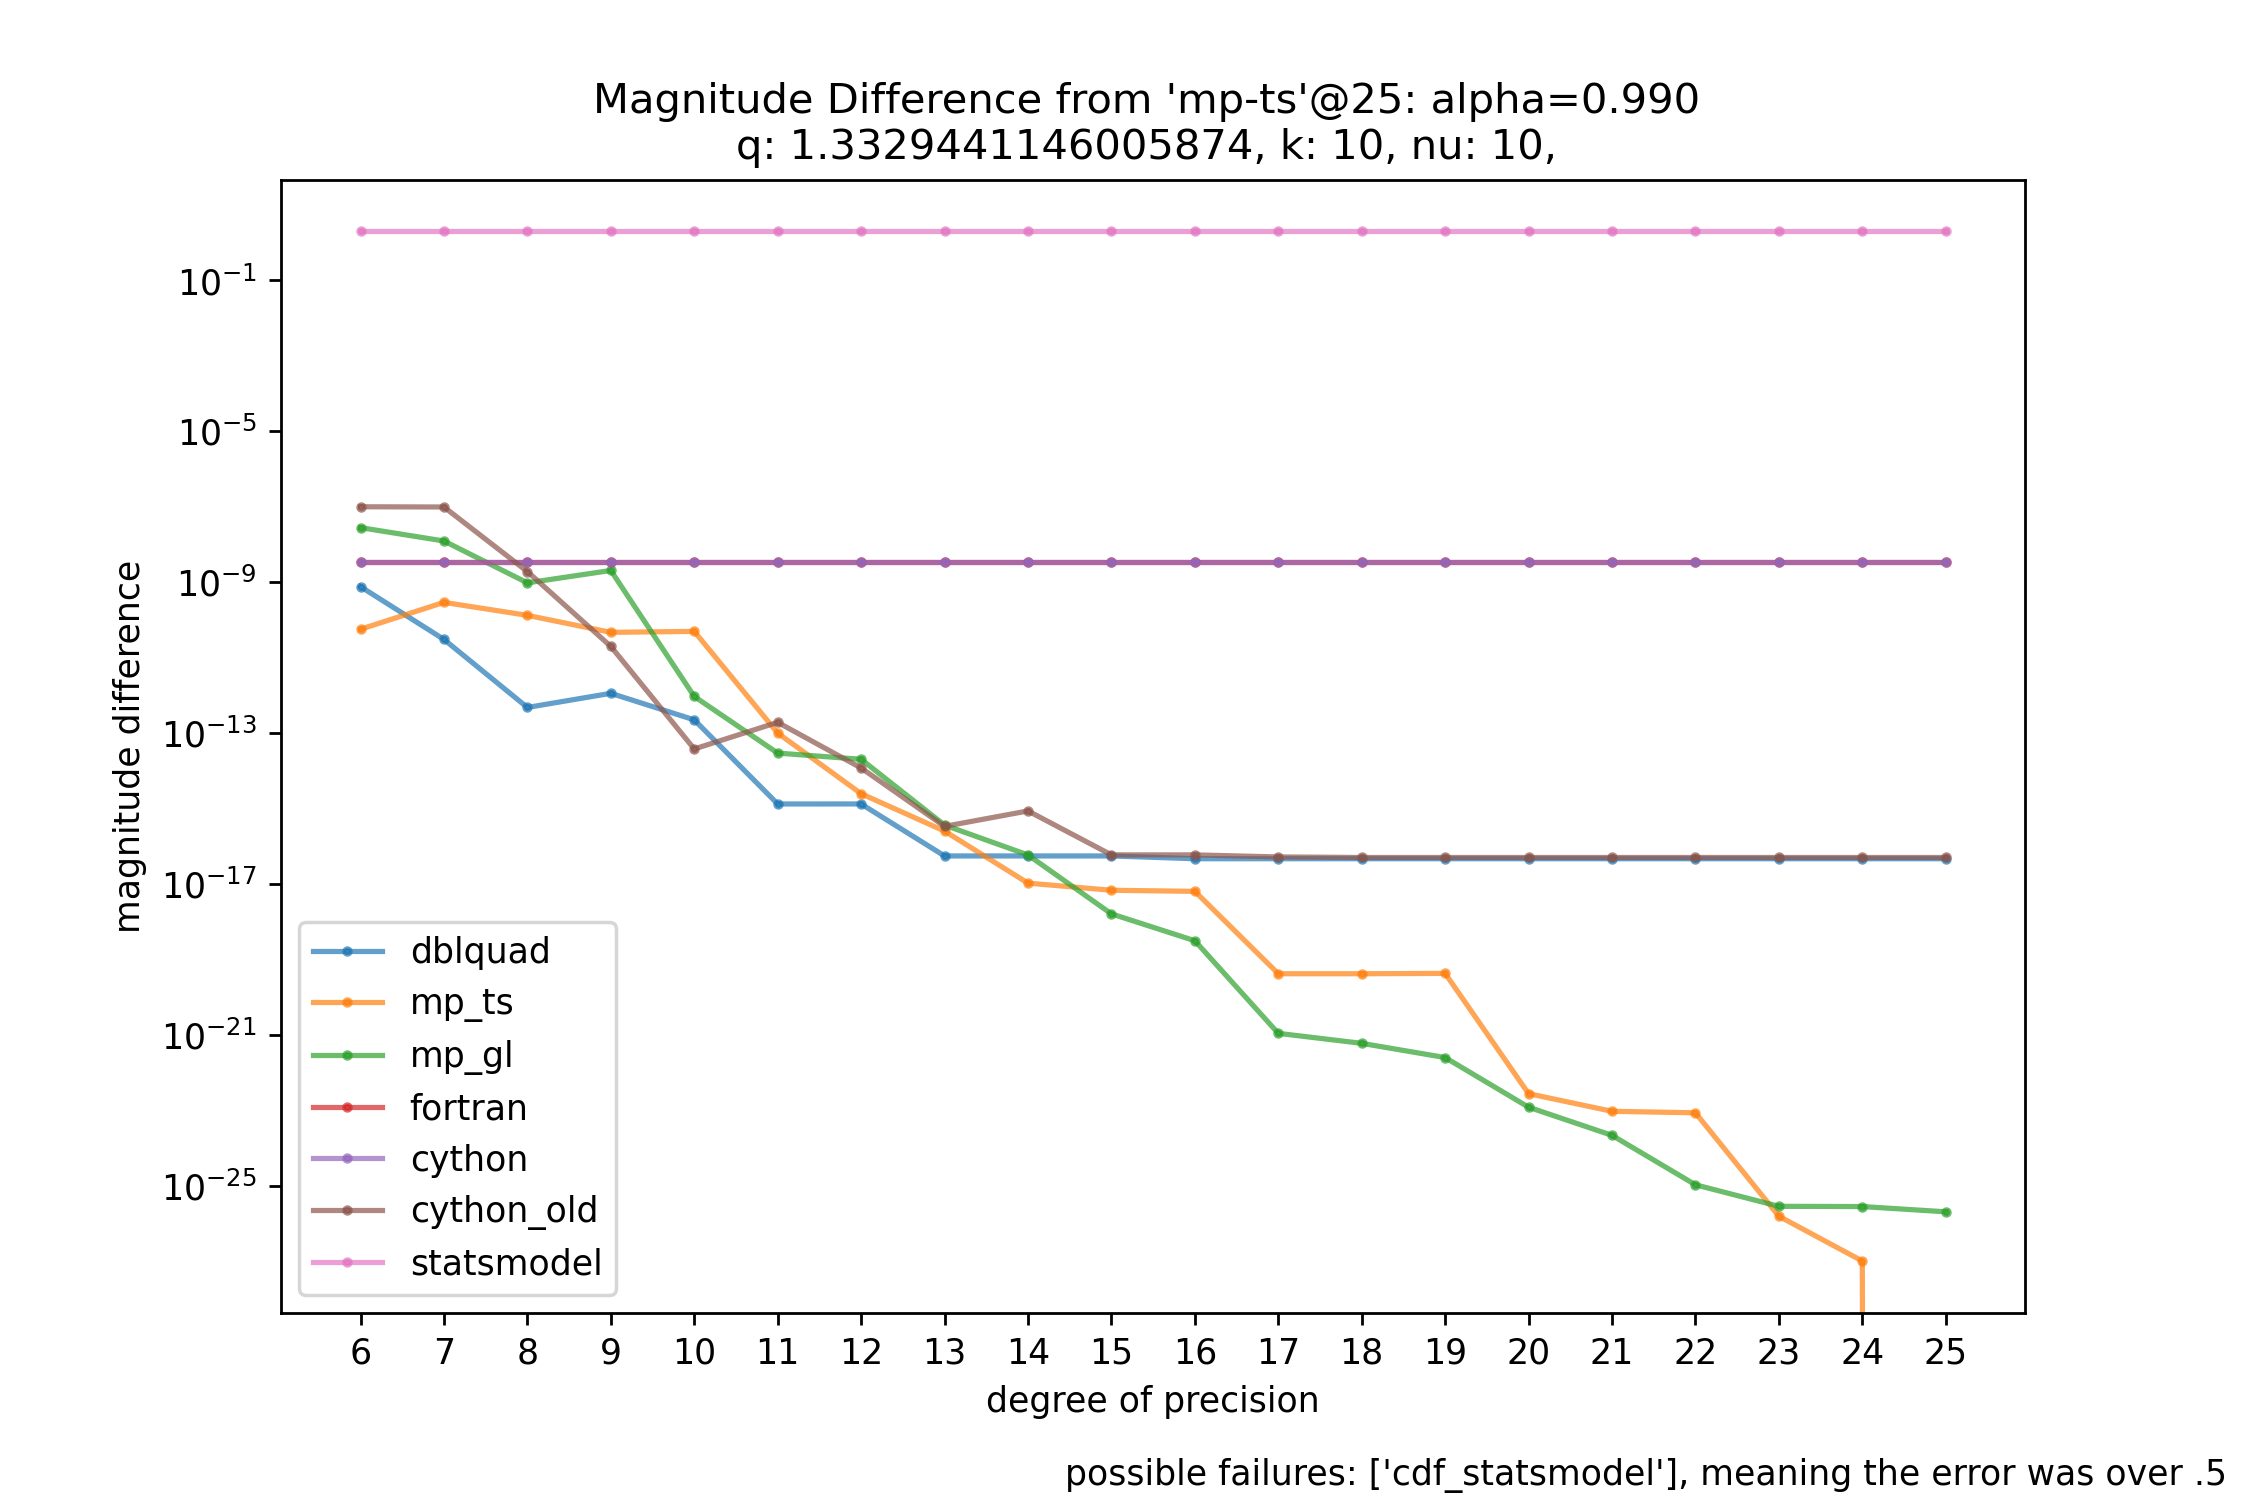 Magnitude Difference from 'mp-ts'@25: alpha=0.990
q: 1.3329441146005874, k: 10, nu: 10,
magnitude difference
10⁻¹
10⁻⁵
10⁻⁹
10⁻¹³
10⁻¹⁷
10⁻²¹
10⁻²⁵
dblquad
mp_ts
mp_gl
fortran
cython
cython_old
statsmodel
6 7 8 9 10 11 12 13 14 15 16 17 18 19 20 21 22 23 24 25
degree of precision
possible failures: ['cdf_statsmodel'], meaning the error was over .5